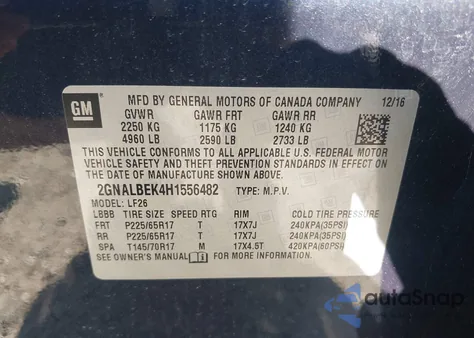 GM
MFD BY GENERAL MOTORS OF CANADA COMPANY 12/16
GVWR GAWR FRT GAWR RR
2250 KG 1175 KG 1240 KG
4960 LB 2590 LB 2733 LB
THIS VEHICLE CONFORMS TO ALL APPLICABLE U.S. FEDERAL MOTOR
VEHICLE SAFETY AND THEFT PREVENTION STANDARDS IN EFFECT ON
THE DATE OF MANUFACTURE SHOWN ABOVE.
2GNALBEK4H1556482 TYPE: M.P.V.
MODEL: LF26
LBBB TIRE SIZE SPEED RTG RIM COLD TIRE PRESSURE
FRT P225/65R17 T 17X7J 240KPA(35PSI)
RR P225/65R17 T 17X7J 240KPA(35PSI)
SPA T145/70R17 M 17X4.5T 420KPA(60PSI)
SEE OWNER'S MANUAL FOR ADDITIONAL INFORMATION.
autoSnap